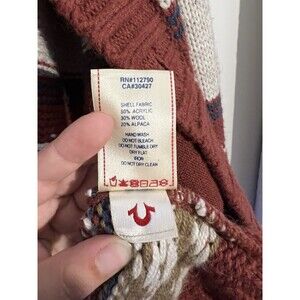 RN#112790
CA#30427
SHELL FABRIC
50% ACRYLIC
30% WOOL
20% ALPACA
HAND WASH
DO NOT BLEACH
DO NOT TUMBLE DRY
DRY FLAT
IRON
DO NOT DRY CLEAN